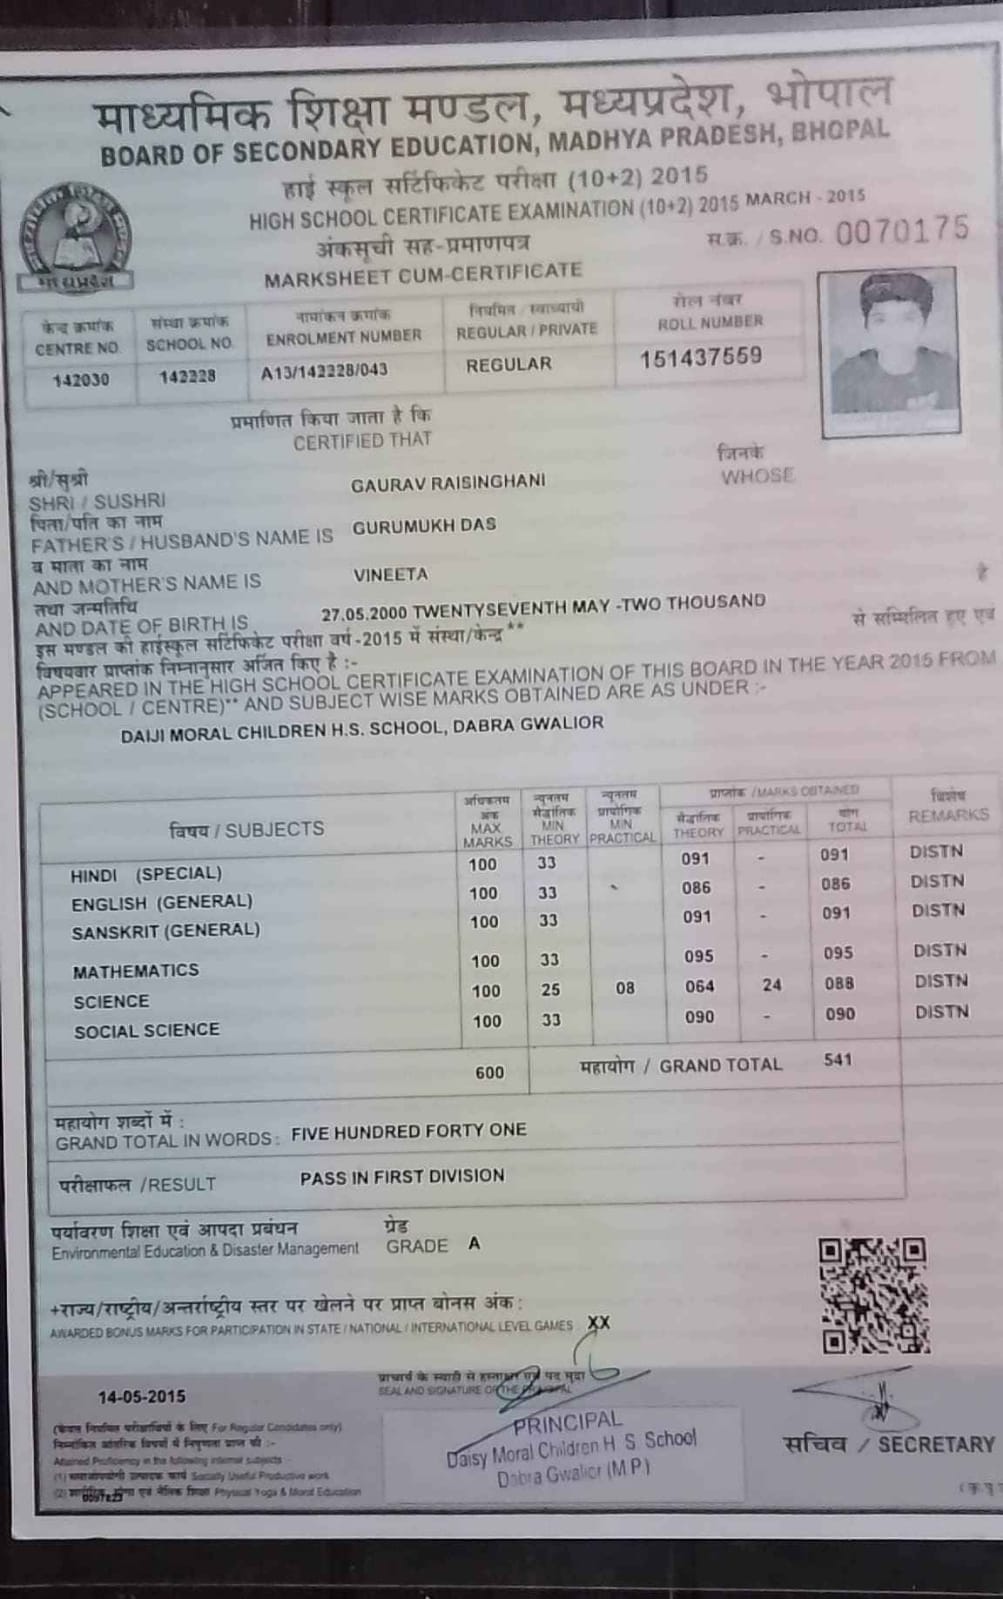 माध्यमिक शिक्षा मण्डल, मध्यप्रदेश, भोपाल
BOARD OF SECONDARY EDUCATION, MADHYA PRADESH, BHOPAL
हाई स्कूल सर्टिफिकेट परीक्षा (10+2) 2015
HIGH SCHOOL CERTIFICATE EXAMINATION (10+2) 2015 MARCH - 2015
अंकसूची सह-प्रमाणपत्र
स.क्र. / S.NO. 0070175
MARKSHEET CUM-CERTIFICATE
मध्यप्रदेश
केन्द्र क्रमांक संस्था क्रमांक नामांकन क्रमांक नियमित / स्वाध्यायी रोल नंबर
CENTRE NO. SCHOOL NO. ENROLMENT NUMBER REGULAR / PRIVATE ROLL NUMBER
142030 142228 A13/142228/043 REGULAR 151437559
प्रमाणित किया जाता है कि
CERTIFIED THAT
श्री/सुश्री जिनके
SHRI / SUSHRI GAURAV RAISINGHANI WHOSE
पिता/पति का नाम
FATHER'S / HUSBAND'S NAME IS GURUMUKH DAS
व माता का नाम
AND MOTHER'S NAME IS VINEETA
तथा जन्मतिथि है
AND DATE OF BIRTH IS 27.05.2000 TWENTYSEVENTH MAY -TWO THOUSAND
इस मण्डल की हाईस्कूल सर्टिफिकेट परीक्षा वर्ष-2015 में संस्था/केन्द्र** से सम्मिलित हुए एवं
विषयवार प्राप्तांक निम्नानुसार अर्जित किए है :-
APPEARED IN THE HIGH SCHOOL CERTIFICATE EXAMINATION OF THIS BOARD IN THE YEAR 2015 FROM
(SCHOOL / CENTRE)** AND SUBJECT WISE MARKS OBTAINED ARE AS UNDER :-
DAIJI MORAL CHILDREN H.S. SCHOOL, DABRA GWALIOR
विषय / SUBJECTS
अधिकतम अंक MAX MARKS
न्यूनतम सैद्धांतिक MIN THEORY
न्यूनतम प्रायोगिक MIN PRACTICAL
प्राप्तांक / MARKS OBTAINED
सैद्धांतिक THEORY
प्रायोगिक PRACTICAL
योग TOTAL
विशेष REMARKS
HINDI (SPECIAL) 100 33 091 - 091 DISTN
ENGLISH (GENERAL) 100 33 086 - 086 DISTN
SANSKRIT (GENERAL) 100 33 091 - 091 DISTN
MATHEMATICS 100 33 095 - 095 DISTN
SCIENCE 100 25 08 064 24 088 DISTN
SOCIAL SCIENCE 100 33 090 - 090 DISTN
600 महायोग / GRAND TOTAL 541
महायोग शब्दों में :
GRAND TOTAL IN WORDS : FIVE HUNDRED FORTY ONE
परीक्षाफल /RESULT PASS IN FIRST DIVISION
पर्यावरण शिक्षा एवं आपदा प्रबंधन ग्रेड
Environmental Education & Disaster Management GRADE A
+राज्य/राष्ट्रीय/अन्तर्राष्ट्रीय स्तर पर खेलने पर प्राप्त बोनस अंक :
AWARDED BONUS MARKS FOR PARTICIPATION IN STATE / NATIONAL / INTERNATIONAL LEVEL GAMES XX
SEAL AND SIGNATURE OF THE PRINCIPAL
14-05-2015
PRINCIPAL
Daisy Moral Children H S School
Dabra Gwalior (M.P.)
सचिव / SECRETARY
(केवल नियमित परीक्षार्थियों के लिए For Regular Candidates only)
निम्नांकित आंतरिक विषयों में निपुणता प्राप्त की :-
Attained Proficiency in the following internal subjects -
(1) समाजोपयोगी उत्पादक कार्य Socially Useful Productive work
(2) योग एवं नैतिक शिक्षा Physical Yoga & Moral Education